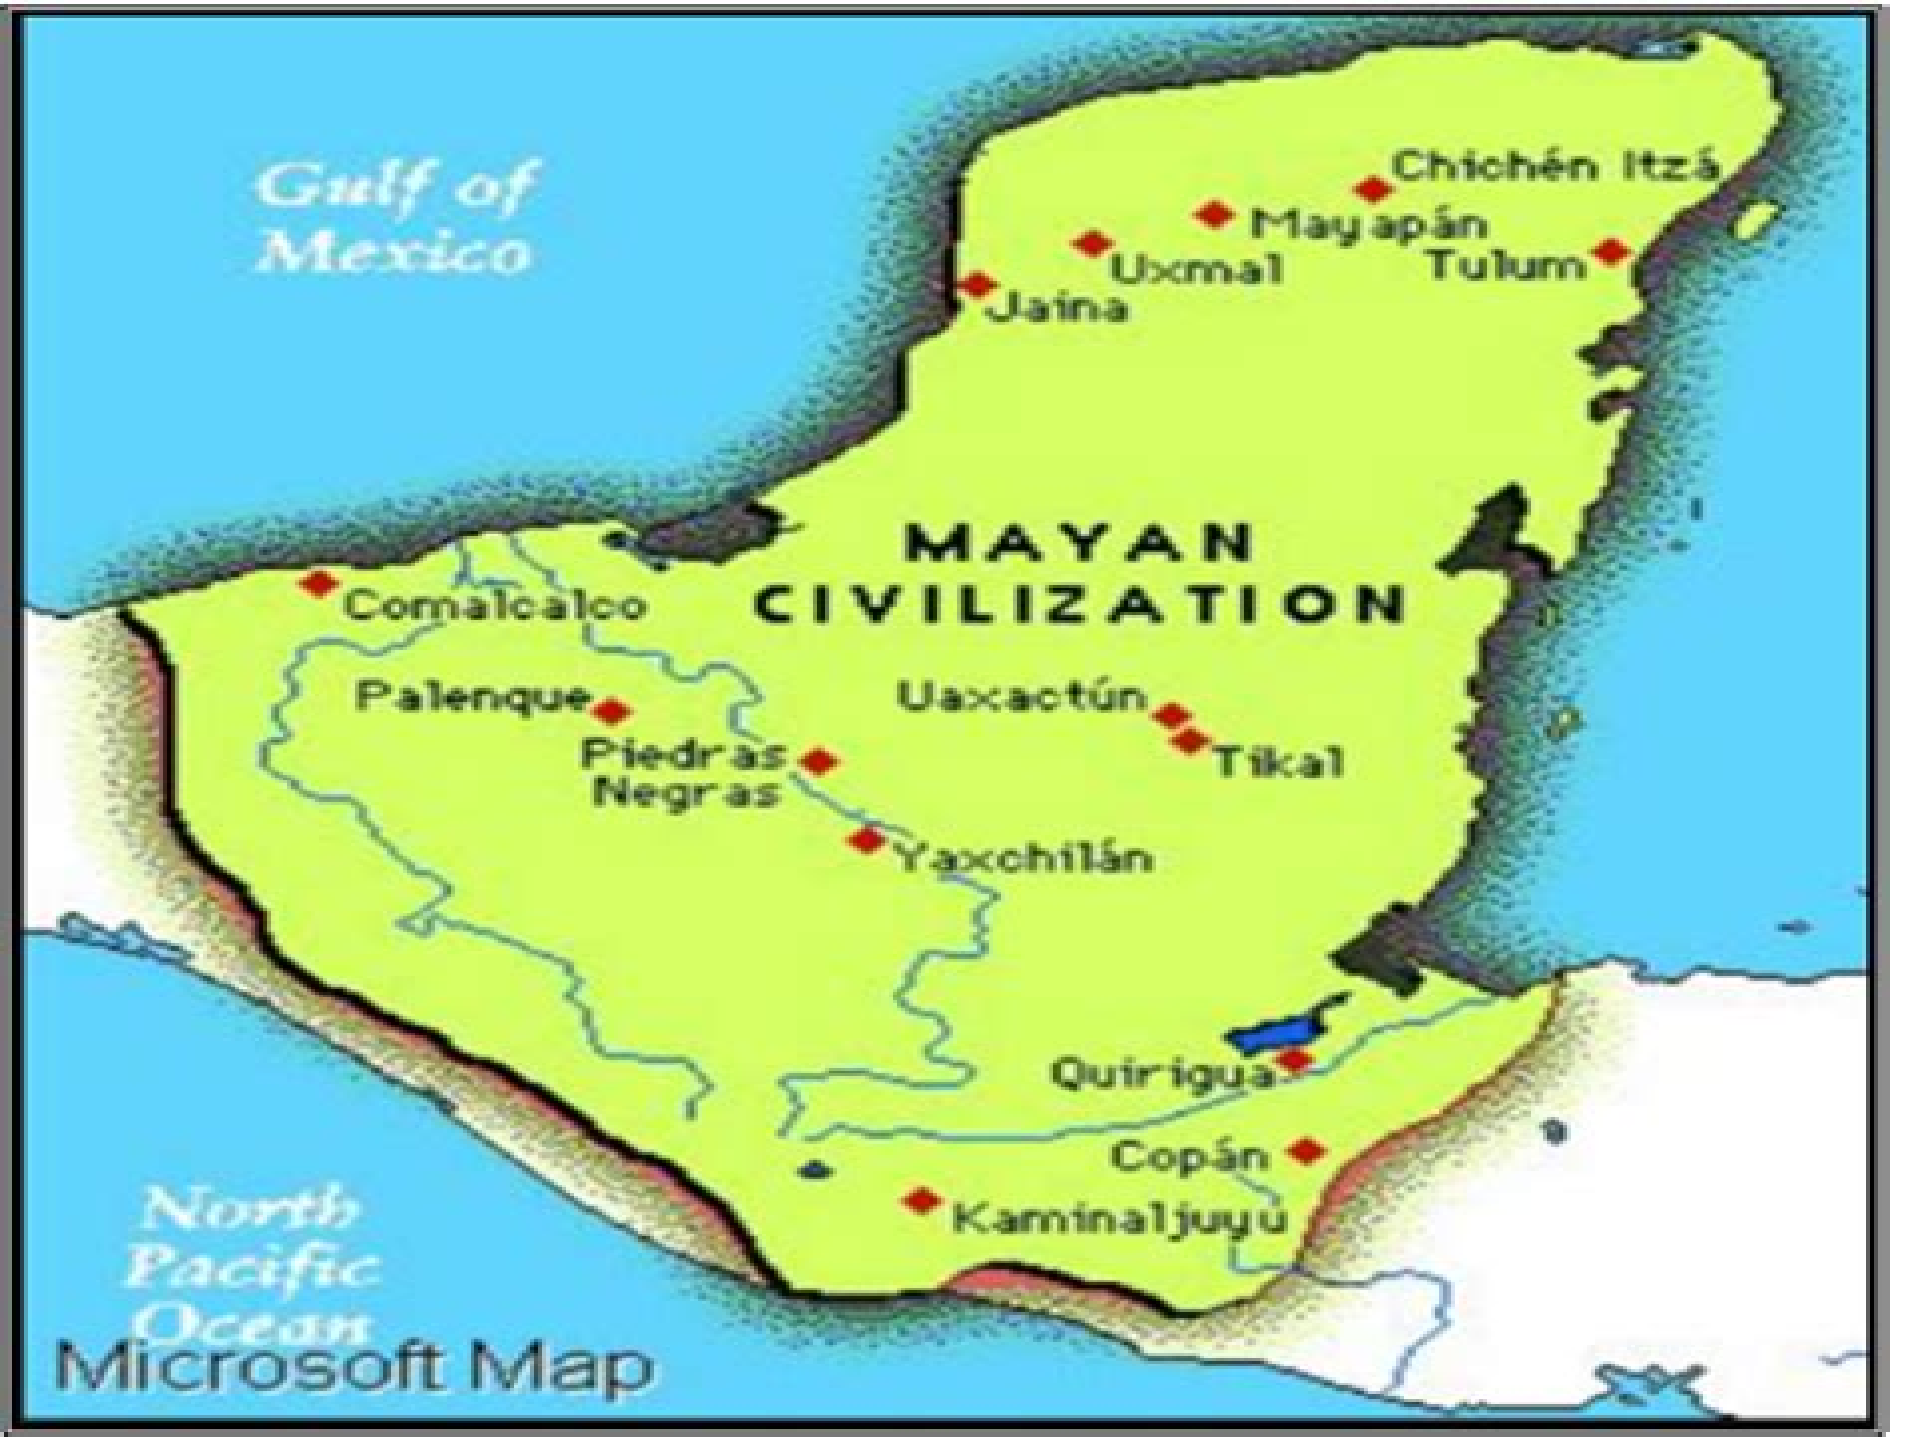 Gulf of
Mexico
Chichén Itzá
Mayapán
Tulum
Uxmal
Jaina
MAYAN
CIVILIZATION
Comalcalco
Palenque
Uaxactún
Piedras
Negras
Tikal
Yaxchilán
Quirigua
Copán
Kaminaljuyú
North
Pacific
Ocean
Microsoft Map